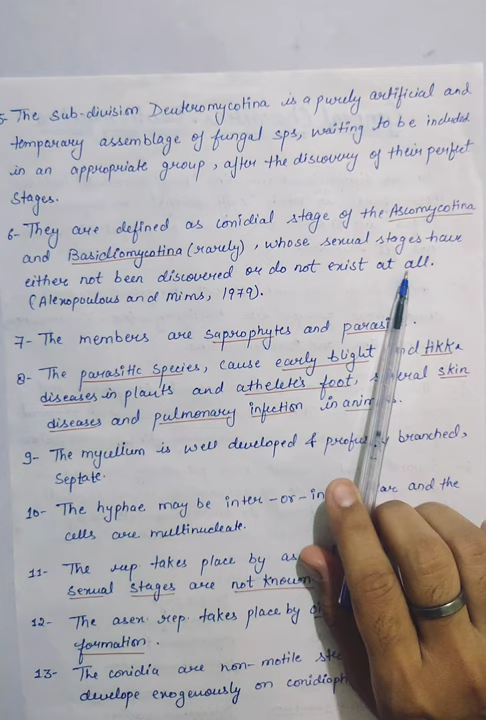 5- The sub-division Deuteromycotina is a purely artificial and
temporary assemblage of fungal sps, waiting to be included
in an appropriate group, after the discovery of their perfect
stages.
6- They are defined as conidial stage of the Ascomycotina
and Basidiomycotina (rarely), whose sexual stages have
either not been discovered or do not exist at all.
(Alexopoulous and mims, 1979).
7- The members are saprophytes and
8- The parasitic species, cause early blight and tikka
diseases in plants and athelete's foot, skin
diseases and pulmonary infection in
9- The mycelium is well developed & branched,
septate.
10- The hyphae may be inter-or- and the
cells are multinucleate.
11- The rep takes place by
sexual stages are not known
12- The asex. rep. takes place by
formation.
13- The conidia are non-motile
develope exogenously on